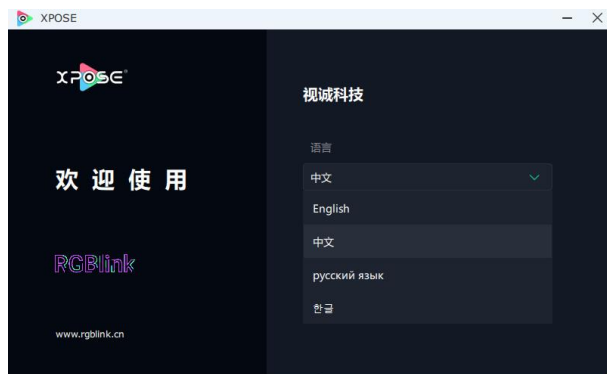 XPOSE
XPOSE
欢迎使用
RGBlink
www.rgblink.cn
视诚科技
语言
中文
English
中文
русский язык
한글